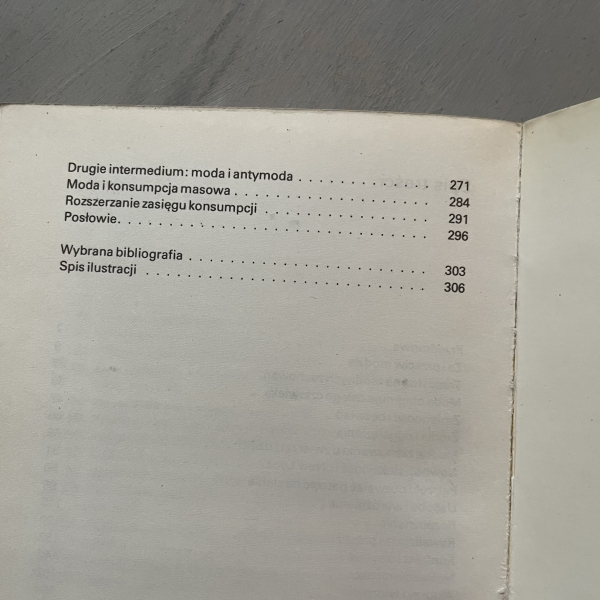 Drugie intermedium: moda i antymoda . . . . . . . . . . . . . 271
Moda i konsumpcja masowa . . . . . . . . . . . . . . . . . . . 284
Rozszerzanie zasięgu konsumpcji . . . . . . . . . . . . . . . . 291
Posłowie. . . . . . . . . . . . . . . . . . . . . . . . . . . . . . 296
Wybrana bibliografia . . . . . . . . . . . . . . . . . . . . . . . 303
Spis ilustracji . . . . . . . . . . . . . . . . . . . . . . . . . . . 306